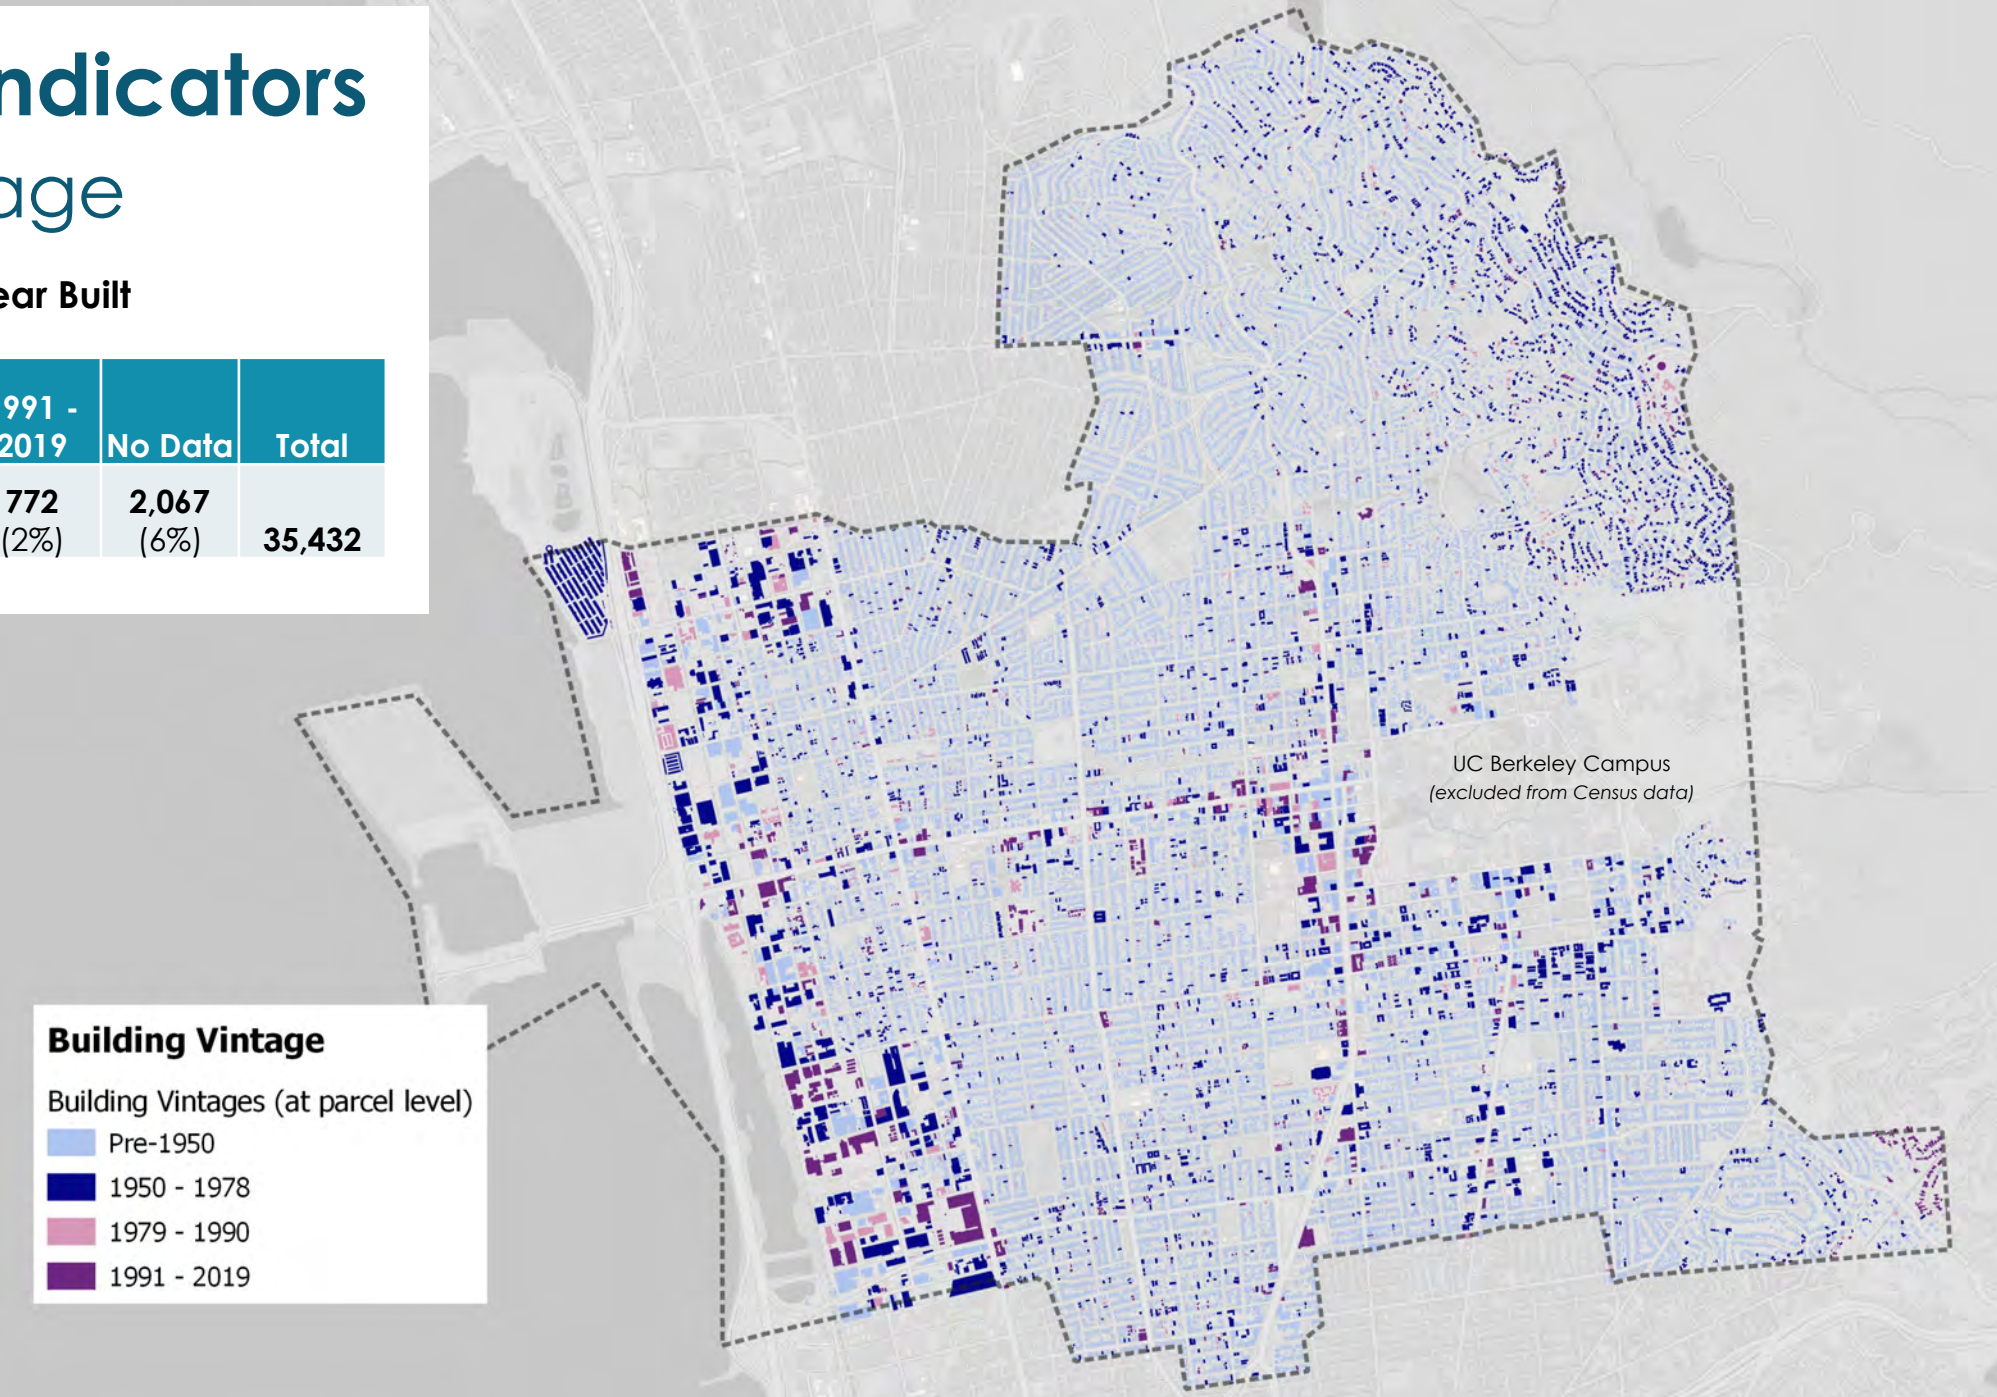 ndicators
age
ear Built
991 -
2019
No Data
Total
772
(2%)
2,067
(6%)
35,432
UC Berkeley Campus
(excluded from Census data)
Building Vintage
Building Vintages (at parcel level)
Pre-1950
1950 - 1978
1979 - 1990
1991 - 2019